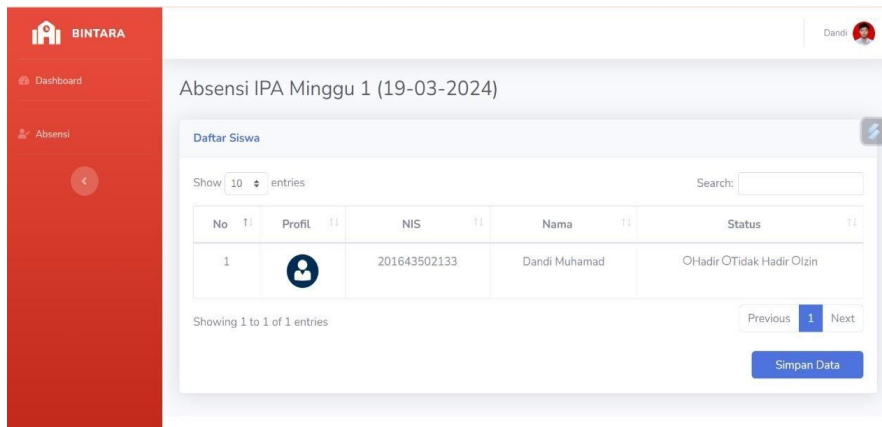 BINTARA
Dandi
Dashboard
Absensi
Absensi IPA Minggu 1 (19-03-2024)
Daftar Siswa
Show 10 entries
Search:
No Profil NIS Nama Status
1 201643502133 Dandi Muhamad Hadir Tidak Hadir Izin
Showing 1 to 1 of 1 entries
Previous 1 Next
Simpan Data